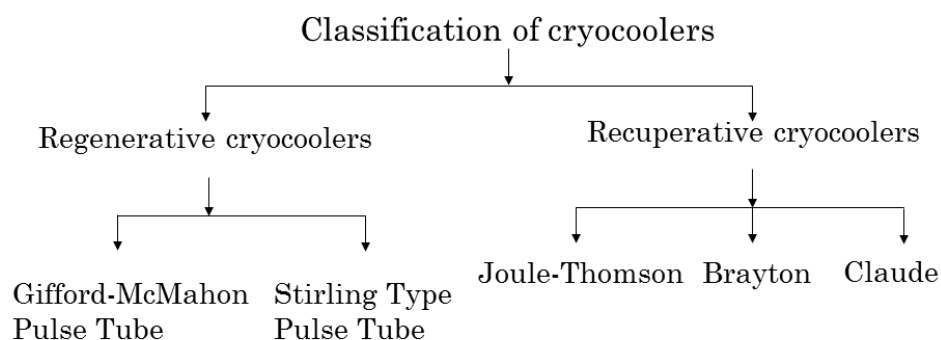 Classification of cryocoolers
Regenerative cryocoolers
Recuperative cryocoolers
Gifford-McMahon
Pulse Tube
Stirling Type
Pulse Tube
Joule-Thomson
Brayton
Claude